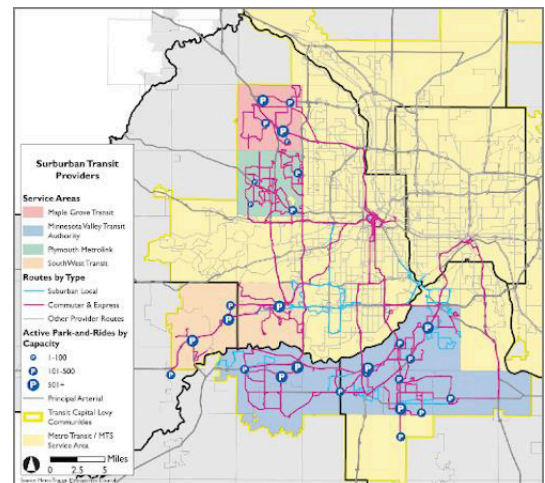 Surburban Transit
Providers
Service Areas
Maple Grove Transit
Minnesota Valley Transit
Authority
Plymouth Metrolink
SouthWest Transit
Routes by Type
Suburban Local
Commuter & Express
Other Provider Routes
Active Park-and-Rides by
Capacity
P 1-100
P 101-500
P 501+
Principal Arterial
Transit Capital Levy
Communities
Metro Transit / MTS
Service Area
Miles
0 2.5 5